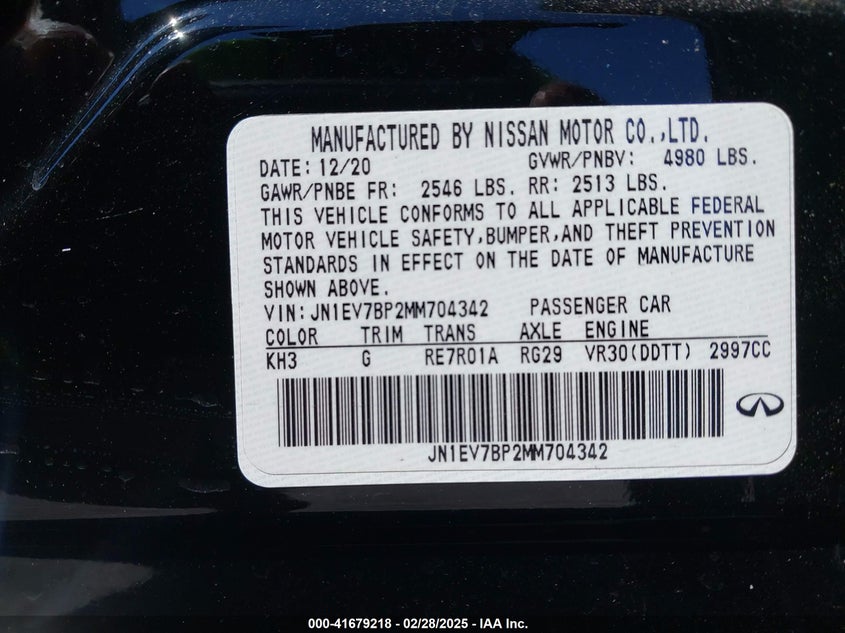 MANUFACTURED BY NISSAN MOTOR CO.,LTD.
DATE: 12/20 GVWR/PNBV: 4980 LBS.
GAWR/PNBE FR: 2546 LBS. RR: 2513 LBS.
THIS VEHICLE CONFORMS TO ALL APPLICABLE FEDERAL
MOTOR VEHICLE SAFETY,BUMPER,AND THEFT PREVENTION
STANDARDS IN EFFECT ON THE DATE OF MANUFACTURE
SHOWN ABOVE.
VIN:JN1EV7BP2MM704342 PASSENGER CAR
COLOR TRIM TRANS AXLE ENGINE
KH3 G RE7R01A RG29 VR30(DDTT) 2997CC
JN1EV7BP2MM704342
000-41679218 - 02/28/2025 - IAA Inc.